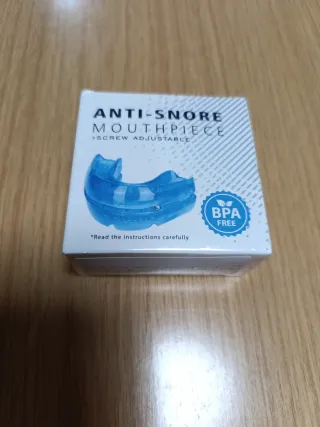 ANTI-SNORE
MOUTHPIECE
•SCREW ADJUSTABLE
BPA
FREE
*Read the instructions carefully